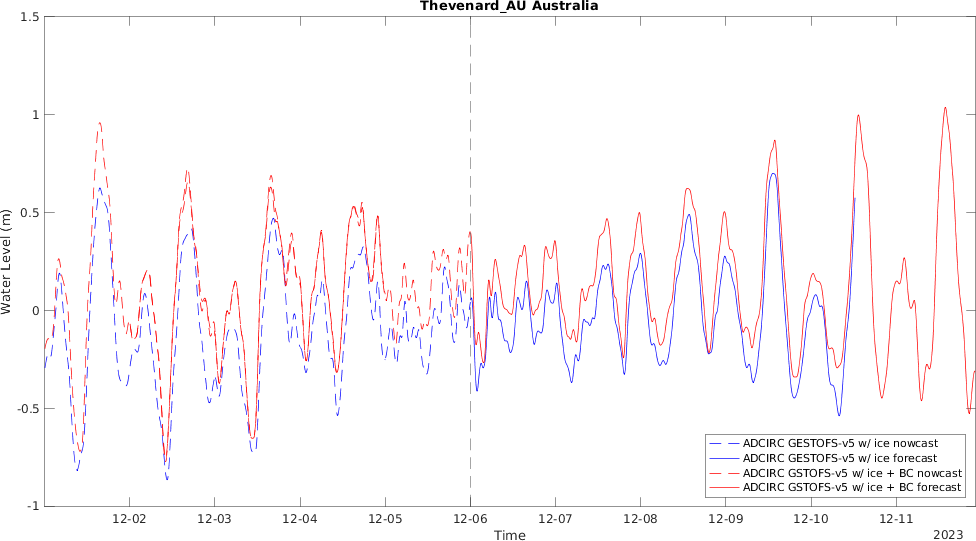 Thevenard_AU Australia
Water Level (m)
1.5
1
0.5
0
-0.5
-1
12-02 12-03 12-04 12-05 12-06 12-07 12-08 12-09 12-10 12-11
Time
2023
ADCIRC GESTOFS-v5 w/ ice nowcast
ADCIRC GESTOFS-v5 w/ ice forecast
ADCIRC GSTOFS-v5 w/ ice + BC nowcast
ADCIRC GSTOFS-v5 w/ ice + BC forecast